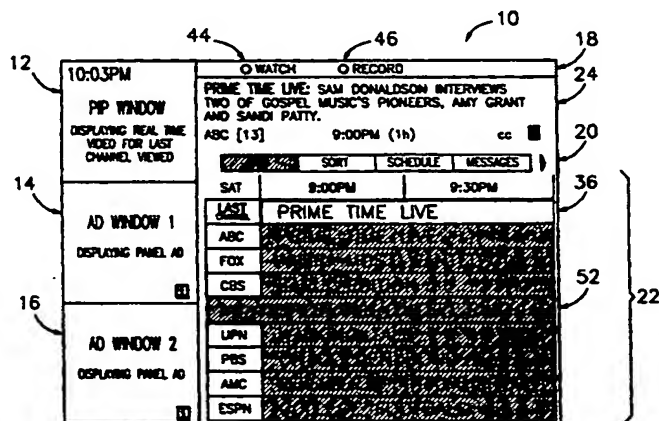 10
44
46
WATCH
RECORD
18
12
10:03PM
PIP WINDOW
DISPLAYING REAL TIME
VIDEO FOR LAST
CHANNEL VIEWED
PRIME TIME LIVE: SAM DONALDSON INTERVIEWS
TWO OF GOSPEL MUSIC'S PIONEERS, AMY GRANT
AND SANDI PATTY.
24
ABC [13] 9:00PM (1h) cc
SORT SCHEDULE MESSAGES
20
14
AD WINDOW 1
DISPLAYING PANEL AD
SAT 9:00PM 9:30PM
LAST PRIME TIME LIVE
36
ABC
FOX
CBS
52
22
16
AD WINDOW 2
DISPLAYING PANEL AD
UPN
PBS
AMC
ESPN